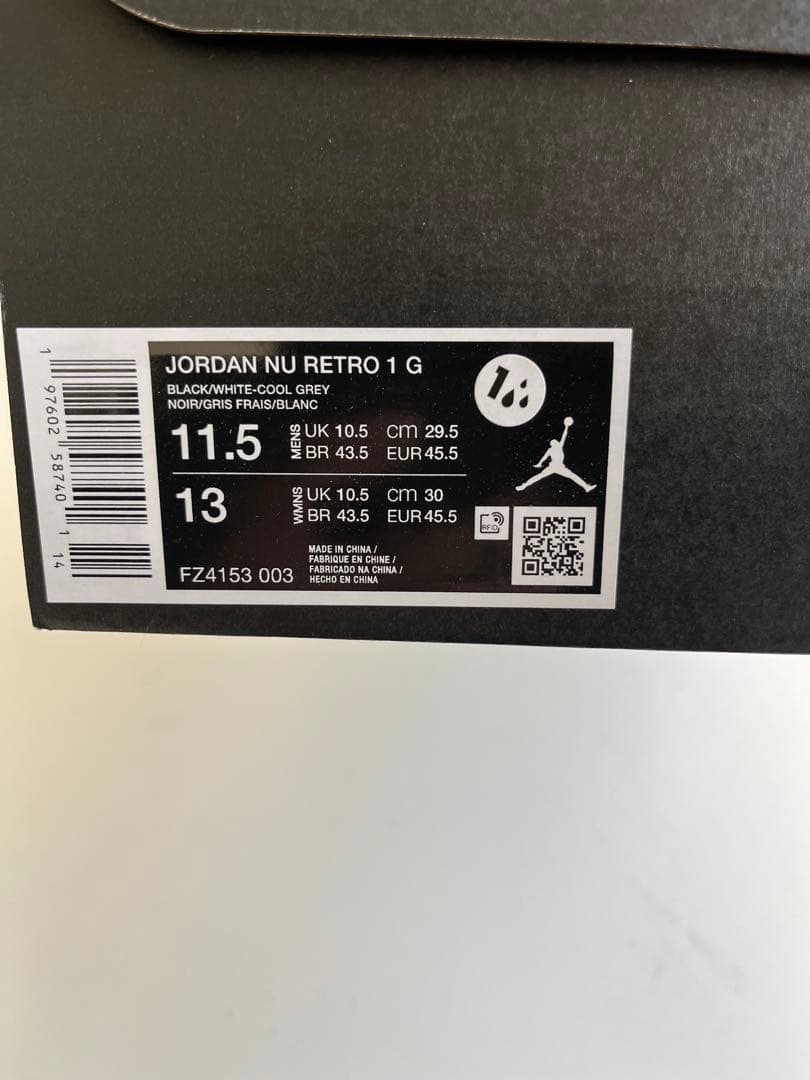 JORDAN NU RETRO 1 G
BLACK/WHITE-COOL GREY
NOIR/GRIS FRAIS/BLANC
11.5 MENS UK 10.5 cm 29.5
BR 43.5 EUR 45.5
13 WMNS UK 10.5 cm 30
BR 43.5 EUR 45.5
RFID
MADE IN CHINA /
FABRIQUE EN CHINE /
FABRICADO NA CHINA /
HECHO EN CHINA
FZ4153 003
1 97602 58740 1 14